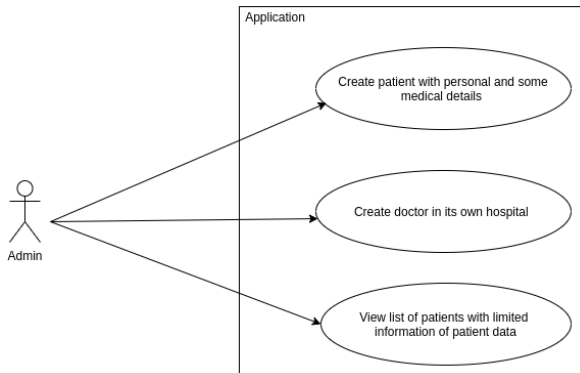 Application
Create patient with personal and some
medical details
Create doctor in its own hospital
Admin
View list of patients with limited
information of patient data